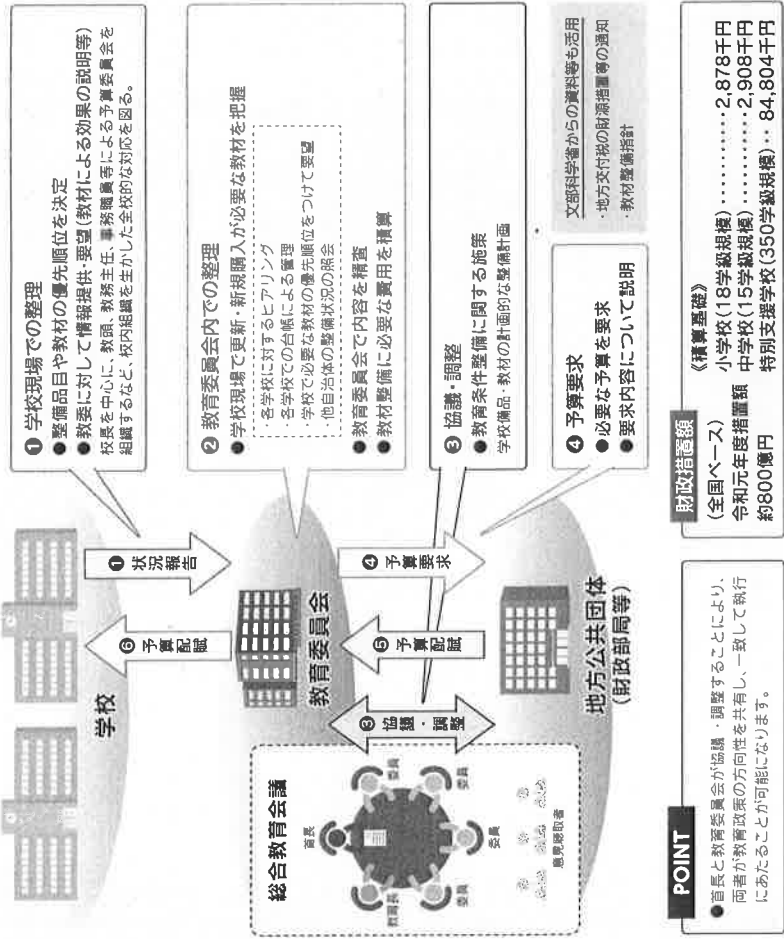 学校
❶状況報告
❻予算配賦
教育委員会
❹予算要求
❺予算配賦
❸協議・調整
地方公共団体
(財政部局等)
総合教育会議
首長
教育長
委員
委員
委員
委員
意見聴取者
❶ 学校現場での整理
●整備品目や教材の優先順位を決定
●教委に対して情報提供・要望(教材による効果の説明等)
校長を中心に、教頭、教務主任、事務職員等による予算委員会を
組織するなど、校内組織を生かした全校的な対応を図る。
❷ 教育委員会内での整理
●学校現場で更新・新規購入が必要な教材を把握
・各学校に対するヒアリング
・各学校での台帳による管理
・学校で必要な教材の優先順位をつけて要望
・他自治体の整備状況の照会
●教育委員会で内容を精査
●教材整備に必要な費用を積算
❸ 協議・調整
●教育条件整備に関する施策
学校備品・教材の計画的な整備計画
❹ 予算要求
●必要な予算を要求
●要求内容について説明
文部科学省からの資料等も活用
・地方交付税の財源措置等の通知
・教材整備指針
POINT
●首長と教育委員会が協議・調整することにより、
両者が教育政策の方向性を共有し、一致して執行
にあたることが可能になります。
財政措置額
(全国ベース)
令和元年度措置額
約800億円
《積算基礎》
小学校(18学級規模)…………2,878千円
中学校(15学級規模)…………2,908千円
特別支援学校(350学級規模)‥84,804千円